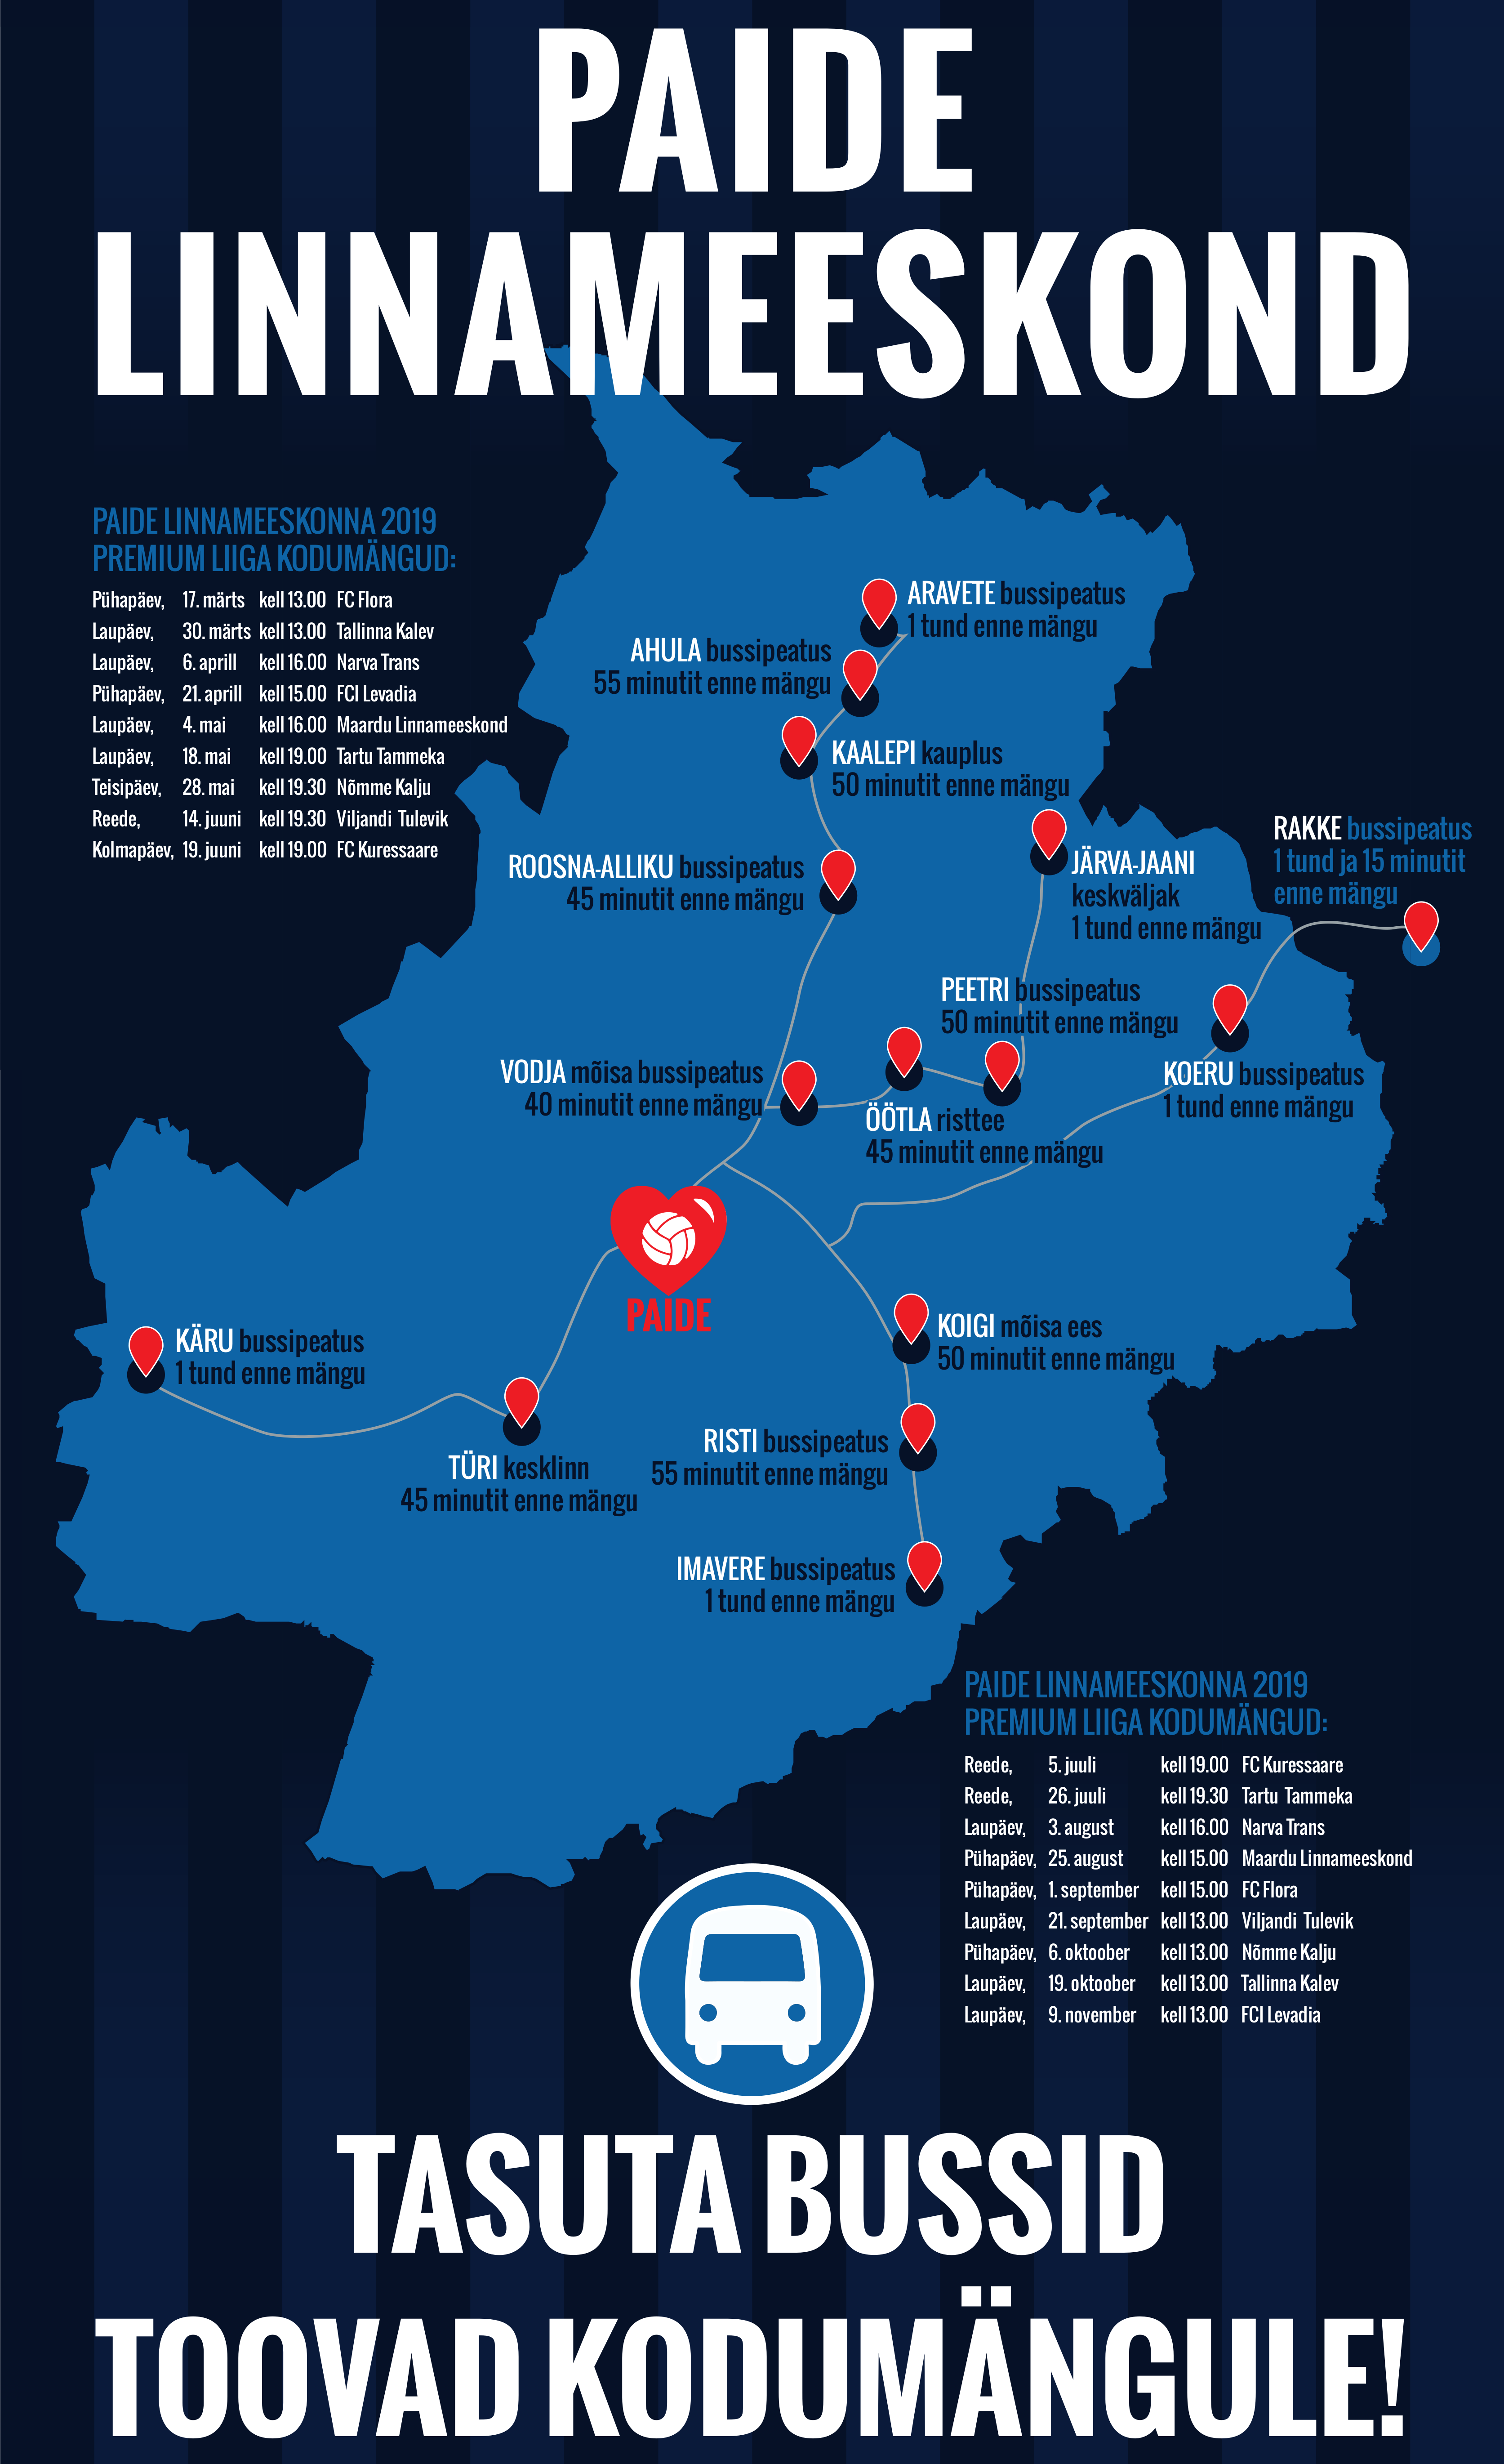 PAIDE
LINNAMEESKOND
PAIDE LINNAMEESKONNA 2019
PREMIUM LIIGA KODUMÄNGUD:
Pühapäev, 17. märts kell 13.00 FC Flora
Laupäev, 30. märts kell 13.00 Tallinna Kalev
Laupäev, 6. aprill kell 16.00 Narva Trans
Pühapäev, 21. aprill kell 15.00 FCI Levadia
Laupäev, 4. mai kell 16.00 Maardu Linnameeskond
Laupäev, 18. mai kell 19.00 Tartu Tammeka
Teisipäev, 28. mai kell 19.30 Nõmme Kalju
Reede, 14. juuni kell 19.30 Viljandi Tulevik
Kolmapäev, 19. juuni kell 19.00 FC Kuressaare
ARAVETE bussipeatus
1 tund enne mängu
AHULA bussipeatus
55 minutit enne mängu
KAALEPI kauplus
50 minutit enne mängu
ROOSNA-ALLIKU bussipeatus
45 minutit enne mängu
JÄRVA-JAANI
keskväljak
1 tund enne mängu
RAKKE bussipeatus
1 tund ja 15 minutit
enne mängu
PEETRI bussipeatus
50 minutit enne mängu
KOERU bussipeatus
1 tund enne mängu
VODJA mõisa bussipeatus
40 minutit enne mängu
ÖÖTLA risttee
45 minutit enne mängu
PAIDE
KÄRU bussipeatus
1 tund enne mängu
KOIGI mõisa ees
50 minutit enne mängu
TÜRI kesklinn
45 minutit enne mängu
RISTI bussipeatus
55 minutit enne mängu
IMAVERE bussipeatus
1 tund enne mängu
PAIDE LINNAMEESKONNA 2019
PREMIUM LIIGA KODUMÄNGUD:
Reede, 5. juuli kell 19.00 FC Kuressaare
Reede, 26. juuli kell 19.30 Tartu Tammeka
Laupäev, 3. august kell 16.00 Narva Trans
Pühapäev, 25. august kell 15.00 Maardu Linnameeskond
Pühapäev, 1. september kell 15.00 FC Flora
Laupäev, 21. september kell 13.00 Viljandi Tulevik
Pühapäev, 6. oktoober kell 13.00 Nõmme Kalju
Laupäev, 19. oktoober kell 13.00 Tallinna Kalev
Laupäev, 9. november kell 13.00 FCI Levadia
TASUTA BUSSID
TOOVAD KODUMÄNGULE!